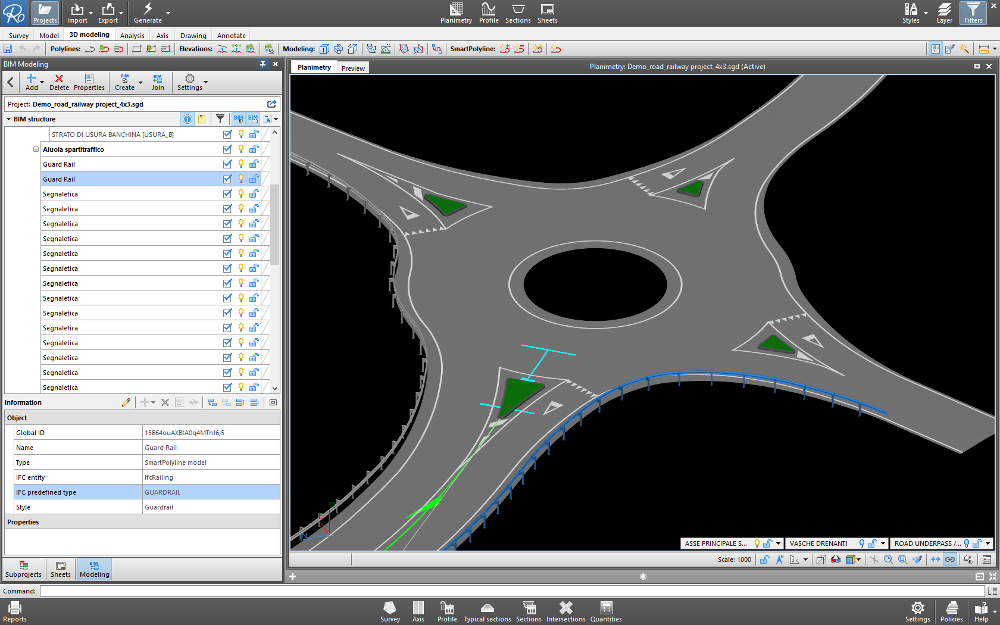 Ro
Projects
Import
Export
Generate
Planimetry
Profile
Sections
Sheets
Styles
Layer
Filters
Survey
Model
3D modeling
Analysis
Axis
Drawing
Annotate
Polylines:
Elevations:
Modeling:
SmartPolyline:
BIM Modeling
Add
Delete
Properties
BIM
Create
BIM
Join
Settings
Project: Demo_road_railway project_4x3.sgd
BIM structure
BIM
BIM
STRATO DI USURA BANCHINA [USURA_B]
Aiuola spartitraffico
Guard Rail
Guard Rail
Segnaletica
Segnaletica
Segnaletica
Segnaletica
Segnaletica
Segnaletica
Segnaletica
Segnaletica
Segnaletica
Segnaletica
Segnaletica
Segnaletica
Segnaletica
Segnaletica
Information
Object
Global ID 15B64ouAXBtA0q4MTnJ6j5
Name Guard Rail
Type SmartPolyline model
IFC entity IfcRailing
IFC predefined type GUARDRAIL
Style Guardrail
Properties
Subprojects
Sheets
BIM
Modeling
Planimetry
Preview
Planimetry: Demo_road_railway project_4x3.sgd (Active)
Q
E
N
ASSE PRINCIPALE S...
VASCHE DRENANTI
ROAD UNDERPASS /...
Scale: 1000
Command:
Reports
Survey
Axis
Profile
Typical sections
Sections
Intersections
Quantities
Settings
Policies
Help